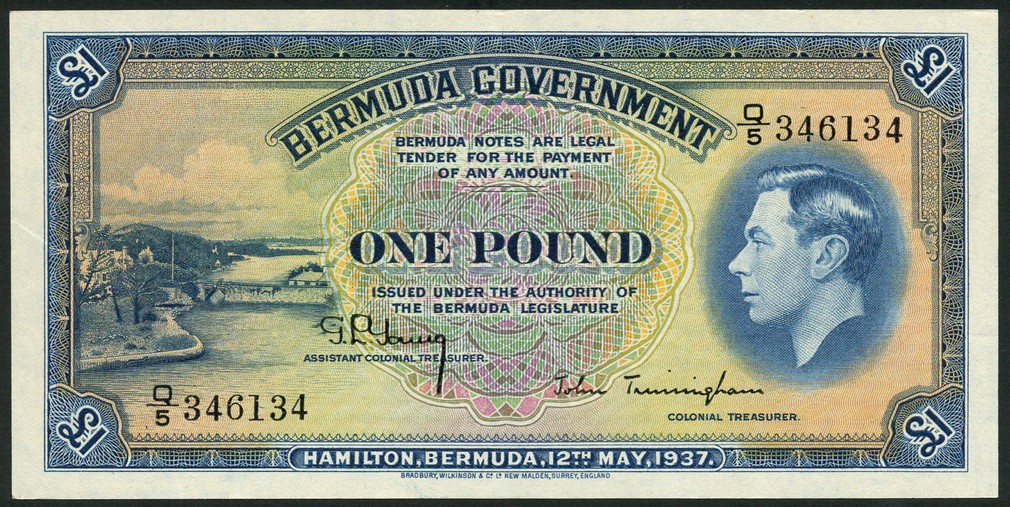 £1
£1
BERMUDA GOVERNMENT
Q/5 346134
BERMUDA NOTES ARE LEGAL
TENDER FOR THE PAYMENT
OF ANY AMOUNT.
ONE POUND
ISSUED UNDER THE AUTHORITY OF
THE BERMUDA LEGISLATURE
ASSISTANT COLONIAL TREASURER.
John
Q/5 346134
COLONIAL TREASURER.
£1
£1
HAMILTON, BERMUDA, 12TH MAY, 1937.
BRADBURY, WILKINSON & Co Ld NEW MALDEN, SURREY, ENGLAND